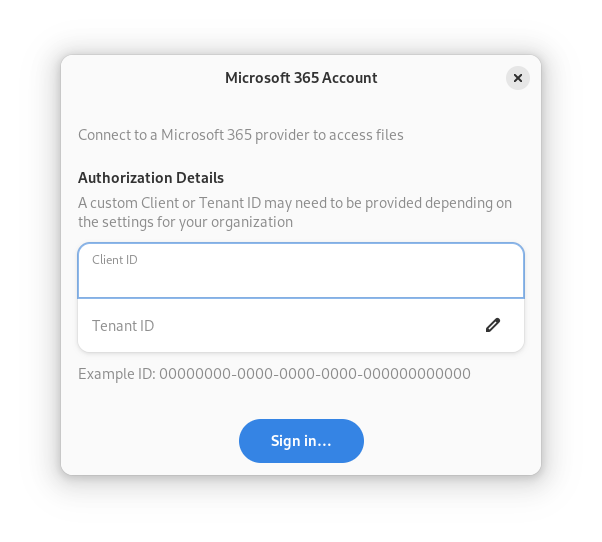 Microsoft 365 Account
Connect to a Microsoft 365 provider to access files
Authorization Details
A custom Client or Tenant ID may need to be provided depending on
the settings for your organization
Client ID
Tenant ID
Example ID: 00000000-0000-0000-0000-000000000000
Sign in…